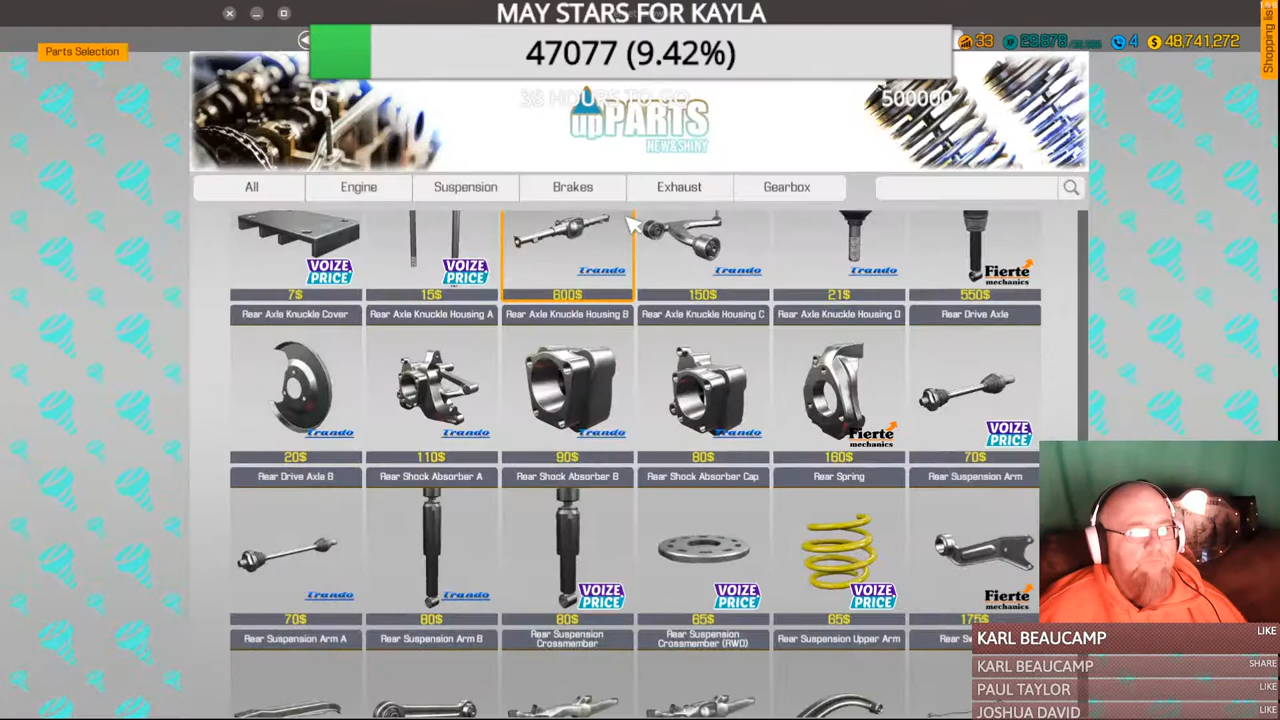 MAY STARS FOR KAYLA
47077 (9.42%)
0
38 HOURS TO GO
500000
Parts Selection
33
4
48,741,272
Shopping list
upPARTS
NEW&SHINY
All
Engine
Suspension
Brakes
Exhaust
Gearbox
VOIZE PRICE
VOIZE PRICE
Trando
Trando
Trando
Fierte mechanics
7$
15$
600$
150$
21$
550$
Rear Axle Knuckle Cover
Rear Axle Knuckle Housing A
Rear Axle Knuckle Housing B
Rear Axle Knuckle Housing C
Rear Axle Knuckle Housing D
Rear Drive Axle
Trando
Trando
Trando
Trando
Fierte mechanics
VOIZE PRICE
20$
110$
90$
80$
160$
70$
Rear Drive Axle B
Rear Shock Absorber A
Rear Shock Absorber B
Rear Shock Absorber Cap
Rear Spring
Rear Suspension Arm
Trando
Trando
VOIZE PRICE
VOIZE PRICE
VOIZE PRICE
Fierte mechanics
70$
80$
80$
65$
65$
175$
Rear Suspension Arm A
Rear Suspension Arm B
Rear Suspension Crossmember
Rear Suspension Crossmember (RWD)
Rear Suspension Upper Arm
KARL BEAUCAMP LIKE
KARL BEAUCAMP SHARE
PAUL TAYLOR LIKE
JOSHUA DAVID LIKE